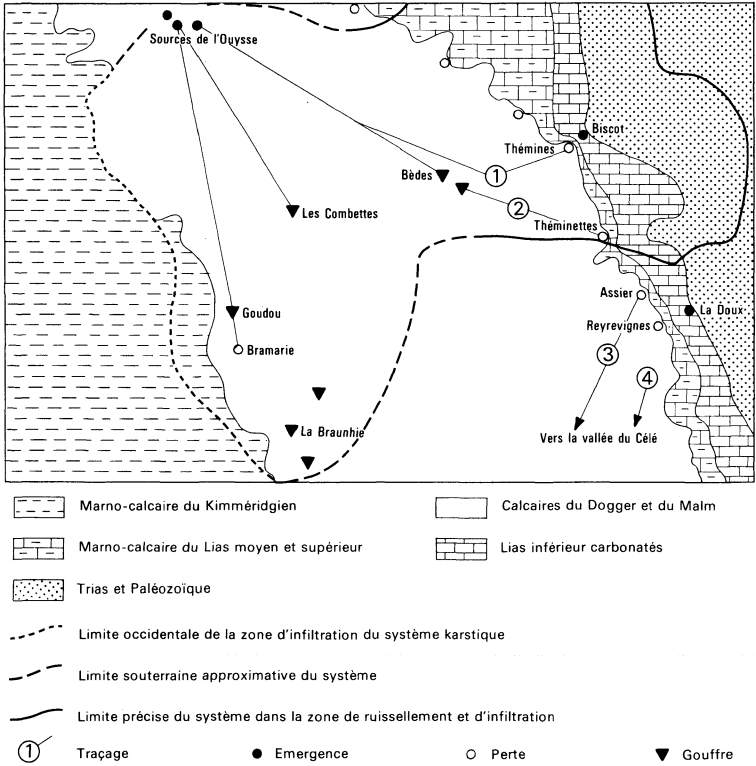 Sources de l'Ouysse
Biscot
Thémines
Bèdes
1
2
Les Combettes
Théminettes
Assier
Goudou
La Doux
Reyrevignes
Bramarie
3
4
La Braunhie
Vers la vallée du Célé
Marno-calcaire du Kimméridgien
Calcaires du Dogger et du Malm
Marno-calcaire du Lias moyen et supérieur
Lias inférieur carbonatés
Trias et Paléozoïque
Limite occidentale de la zone d'infiltration du système karstique
Limite souterraine approximative du système
Limite précise du système dans la zone de ruissellement et d'infiltration
1 Traçage
Emergence
Perte
Gouffre